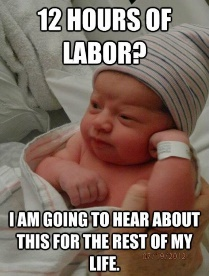 12 HOURS OF
LABOR?
I AM GOING TO HEAR ABOUT
THIS FOR THE REST OF MY
LIFE.